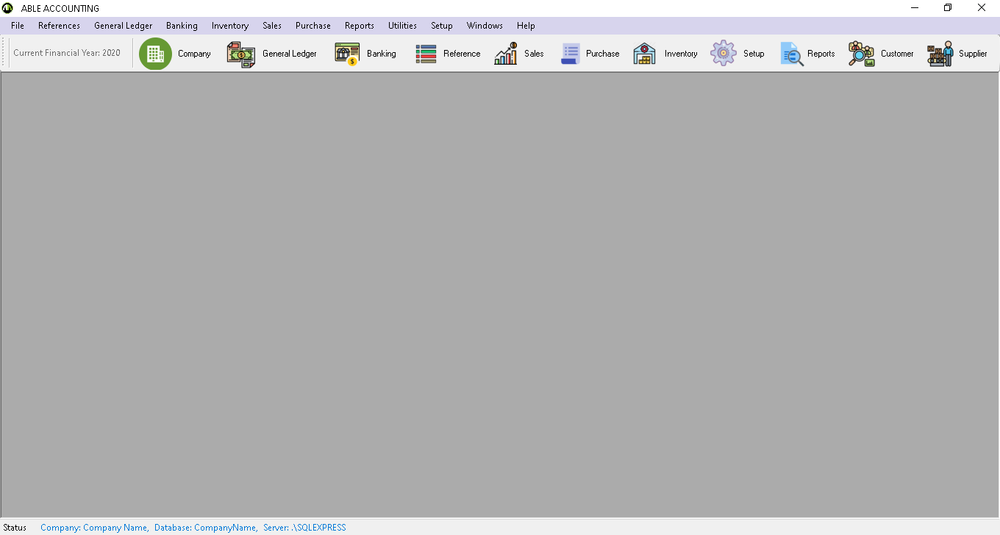 ABLE ACCOUNTING
File References General Ledger Banking Inventory Sales Purchase Reports Utilities Setup Windows Help
Current Financial Year: 2020 Company General Ledger Banking Reference Sales Purchase Inventory Setup Reports Customer Supplier
Status Company: Company Name, Database: CompanyName, Server: .\SQLEXPRESS